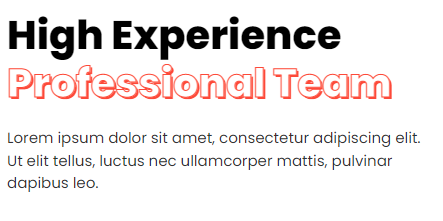 High Experience
Professional Team
Lorem ipsum dolor sit amet, consectetur adipiscing elit.
Ut elit tellus, luctus nec ullamcorper mattis, pulvinar
dapibus leo.